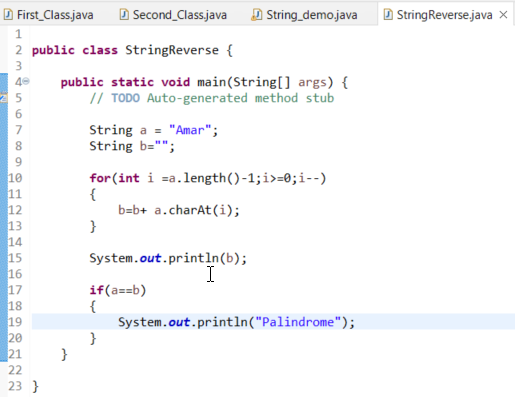 First_Class.java Second_Class.java String_demo.java StringReverse.java
1
2 public class StringReverse {
3
4 public static void main(String[] args) {
5 // TODO Auto-generated method stub
6
7 String a = "Amar";
8 String b="";
9
10 for(int i =a.length()-1;i>=0;i--)
11 {
12 b=b+ a.charAt(i);
13 }
14
15 System.out.println(b);
16
17 if(a==b)
18 {
19 System.out.println("Palindrome");
20 }
21 }
22
23 }